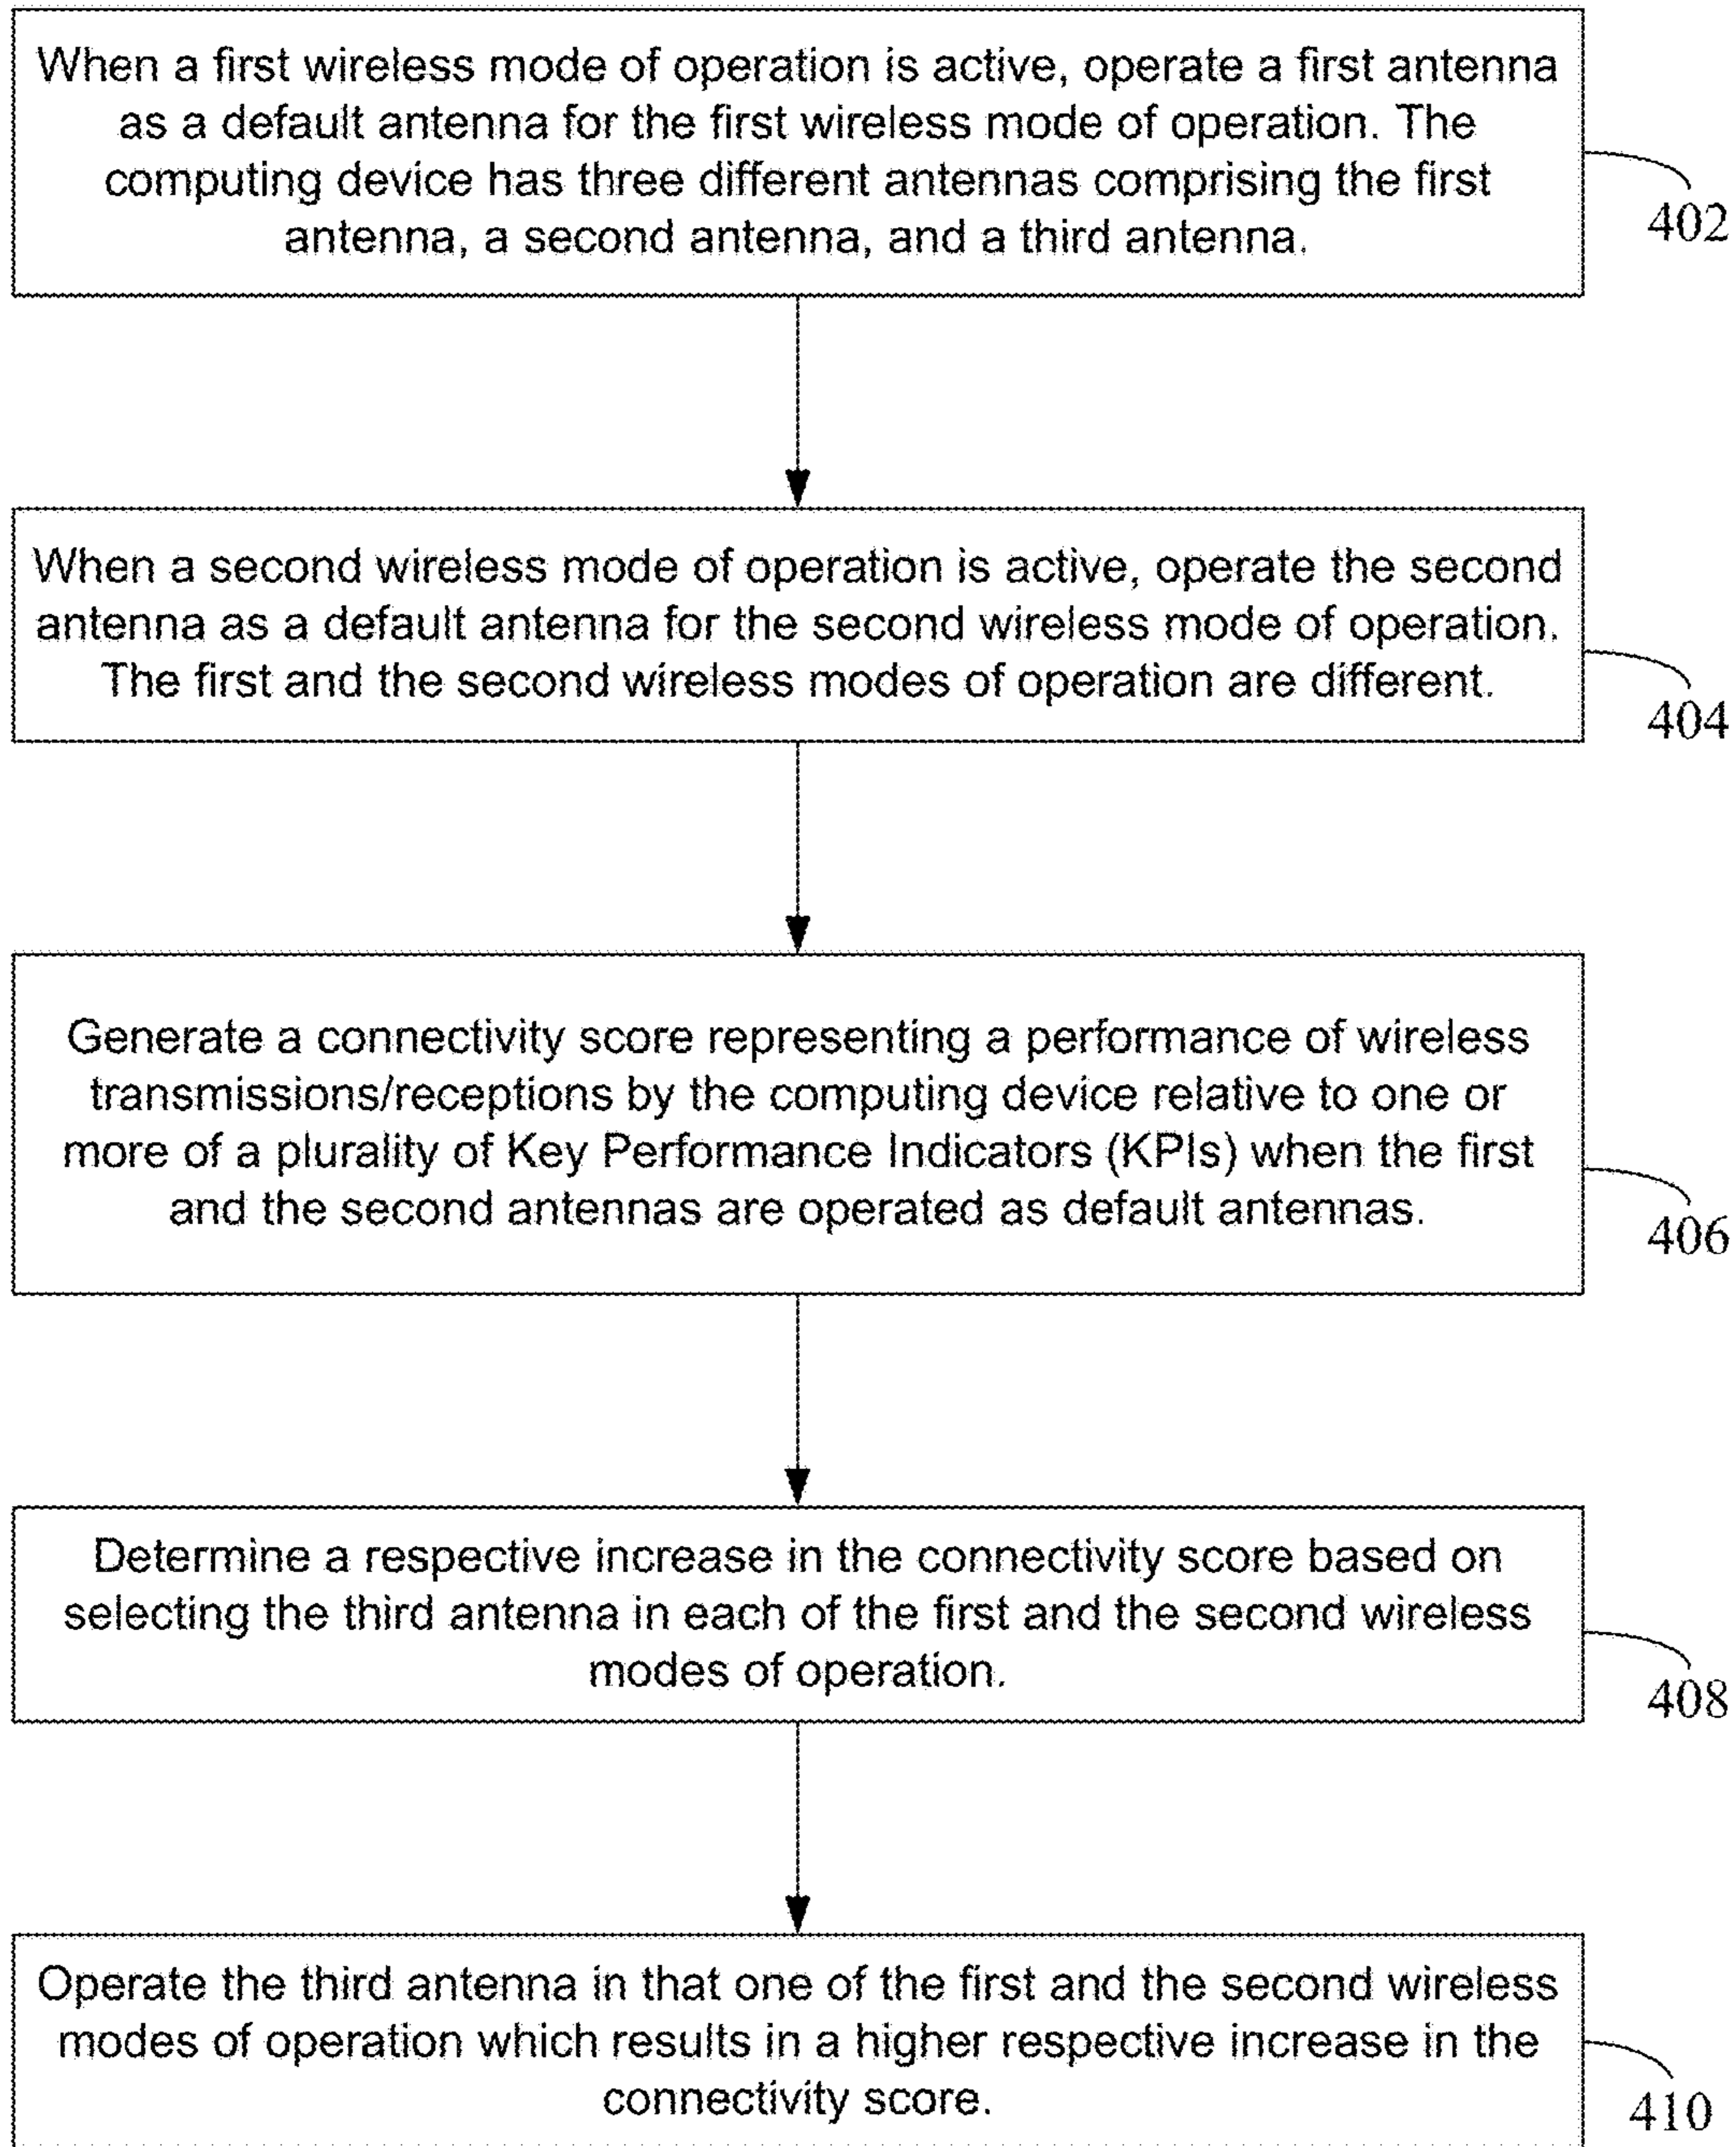 When a first wireless mode of operation is active, operate a first antenna
as a default antenna for the first wireless mode of operation. The
computing device has three different antennas comprising the first
antenna, a second antenna, and a third antenna.
402
When a second wireless mode of operation is active, operate the second
antenna as a default antenna for the second wireless mode of operation.
The first and the second wireless modes of operation are different.
404
Generate a connectivity score representing a performance of wireless
transmissions/receptions by the computing device relative to one or
more of a plurality of Key Performance Indicators (KPIs) when the first
and the second antennas are operated as default antennas.
406
Determine a respective increase in the connectivity score based on
selecting the third antenna in each of the first and the second wireless
modes of operation.
408
Operate the third antenna in that one of the first and the second wireless
modes of operation which results in a higher respective increase in the
connectivity score.
410